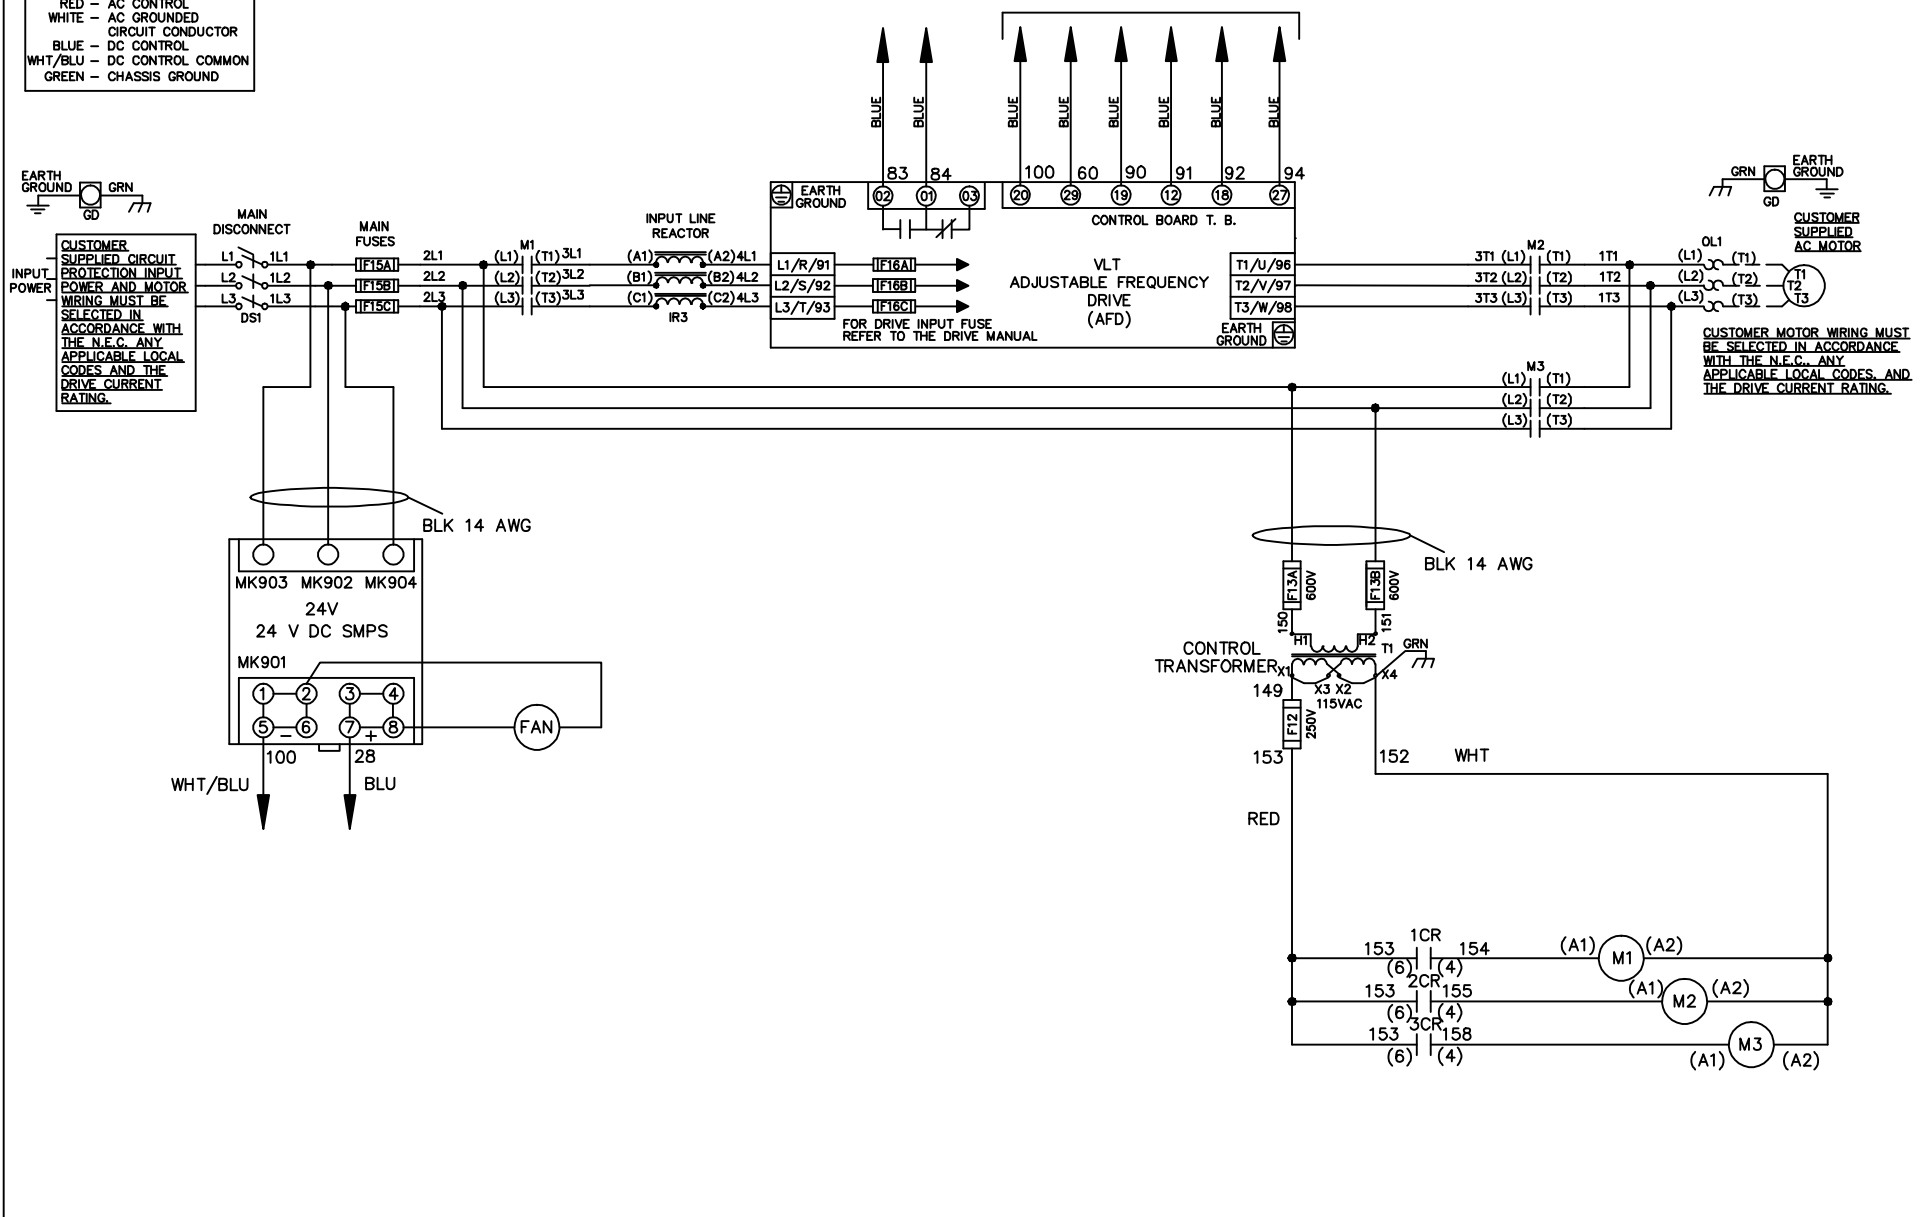 RED – AC CONTROL
WHITE – AC GROUNDED
CIRCUIT CONDUCTOR
BLUE – DC CONTROL
WHT/BLU – DC CONTROL COMMON
GREEN – CHASSIS GROUND
BLUE BLUE BLUE BLUE BLUE BLUE BLUE BLUE
83 84 100 60 90 91 92 94
02 01 03 20 29 19 12 18 27
EARTH
GROUND
CONTROL BOARD T. B.
EARTH
GROUND
GRN
GD
GRN
EARTH
GROUND
GD
CUSTOMER
SUPPLIED
AC MOTOR
MAIN
DISCONNECT
MAIN
FUSES
INPUT LINE
REACTOR
INPUT
POWER
CUSTOMER
SUPPLIED CIRCUIT
PROTECTION INPUT
POWER AND MOTOR
WIRING MUST BE
SELECTED IN
ACCORDANCE WITH
THE N.E.C. ANY
APPLICABLE LOCAL
CODES AND THE
DRIVE CURRENT
RATING.
M1
L1 1L1 F15A 2L1 (L1) (T1) 3L1 (A1) (A2) 4L1 L1/R/91 F16A
L2 1L2 F15B 2L2 (L2) (T2) 3L2 (B1) (B2) 4L2 L2/S/92 F16B
L3 1L3 F15C 2L3 (L3) (T3) 3L3 (C1) (C2) 4L3 L3/T/93 F16C
DS1
IR3
VLT
ADJUSTABLE FREQUENCY
DRIVE
(AFD)
FOR DRIVE INPUT FUSE
REFER TO THE DRIVE MANUAL
EARTH
GROUND
M2
OL1
T1/U/96 3T1 (L1) (T1) 1T1 (L1) (T1) T1
T2/V/97 3T2 (L2) (T2) 1T2 (L2) (T2) T2
T3/W/98 3T3 (L3) (T3) 1T3 (L3) (T3) T3
CUSTOMER MOTOR WIRING MUST
BE SELECTED IN ACCORDANCE
WITH THE N.E.C., ANY
APPLICABLE LOCAL CODES, AND
THE DRIVE CURRENT RATING.
M3
(L1) (T1)
(L2) (T2)
(L3) (T3)
BLK 14 AWG
MK903 MK902 MK904
24V
24 V DC SMPS
MK901
1 2 3 4
5 – 6 7 + 8
FAN
100 28
WHT/BLU BLU
BLK 14 AWG
F13A 600V F13B 600V
150 151
H1 H2
T1
GRN
CONTROL
TRANSFORMER
X1 X3 X2 X4
115VAC
149
F12 250V
153 152 WHT
RED
1CR
153 154 (A1) M1 (A2)
(6) (4)
2CR
153 155 (A1) M2 (A2)
(6) (4)
3CR
153 158 M3
(6) (4) (A1) (A2)